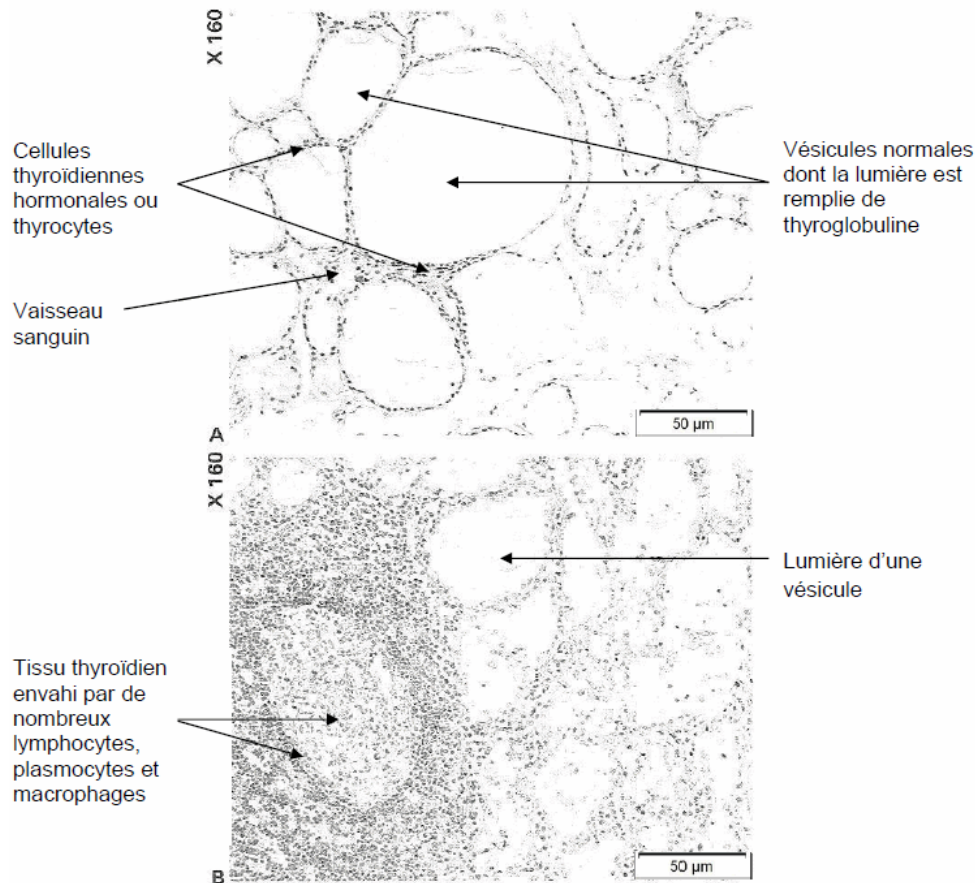 X 160
Cellules
thyroïdiennes
hormonales ou
thyrocytes
Vésicules normales
dont la lumière est
remplie de
thyroglobuline
Vaisseau
sanguin
50 µm
A
X 160
Lumière d'une
vésicule
Tissu thyroïdien
envahi par de
nombreux
lymphocytes,
plasmocytes et
macrophages
50 µm
B